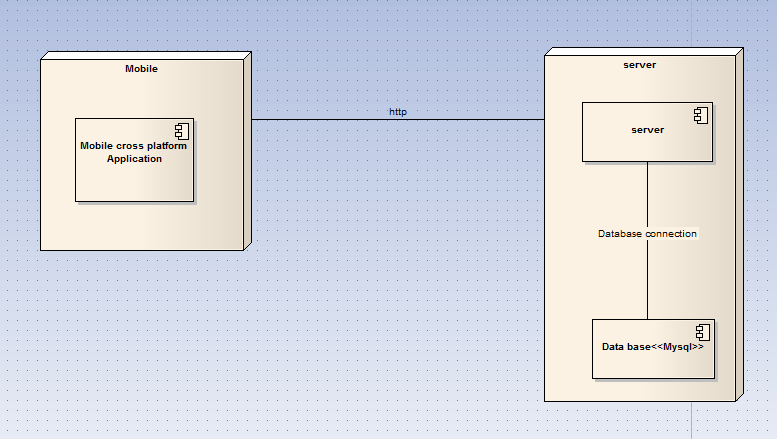 Mobile
Mobile cross platform
Application
http
server
server
Database connection
Data base<<Mysql>>